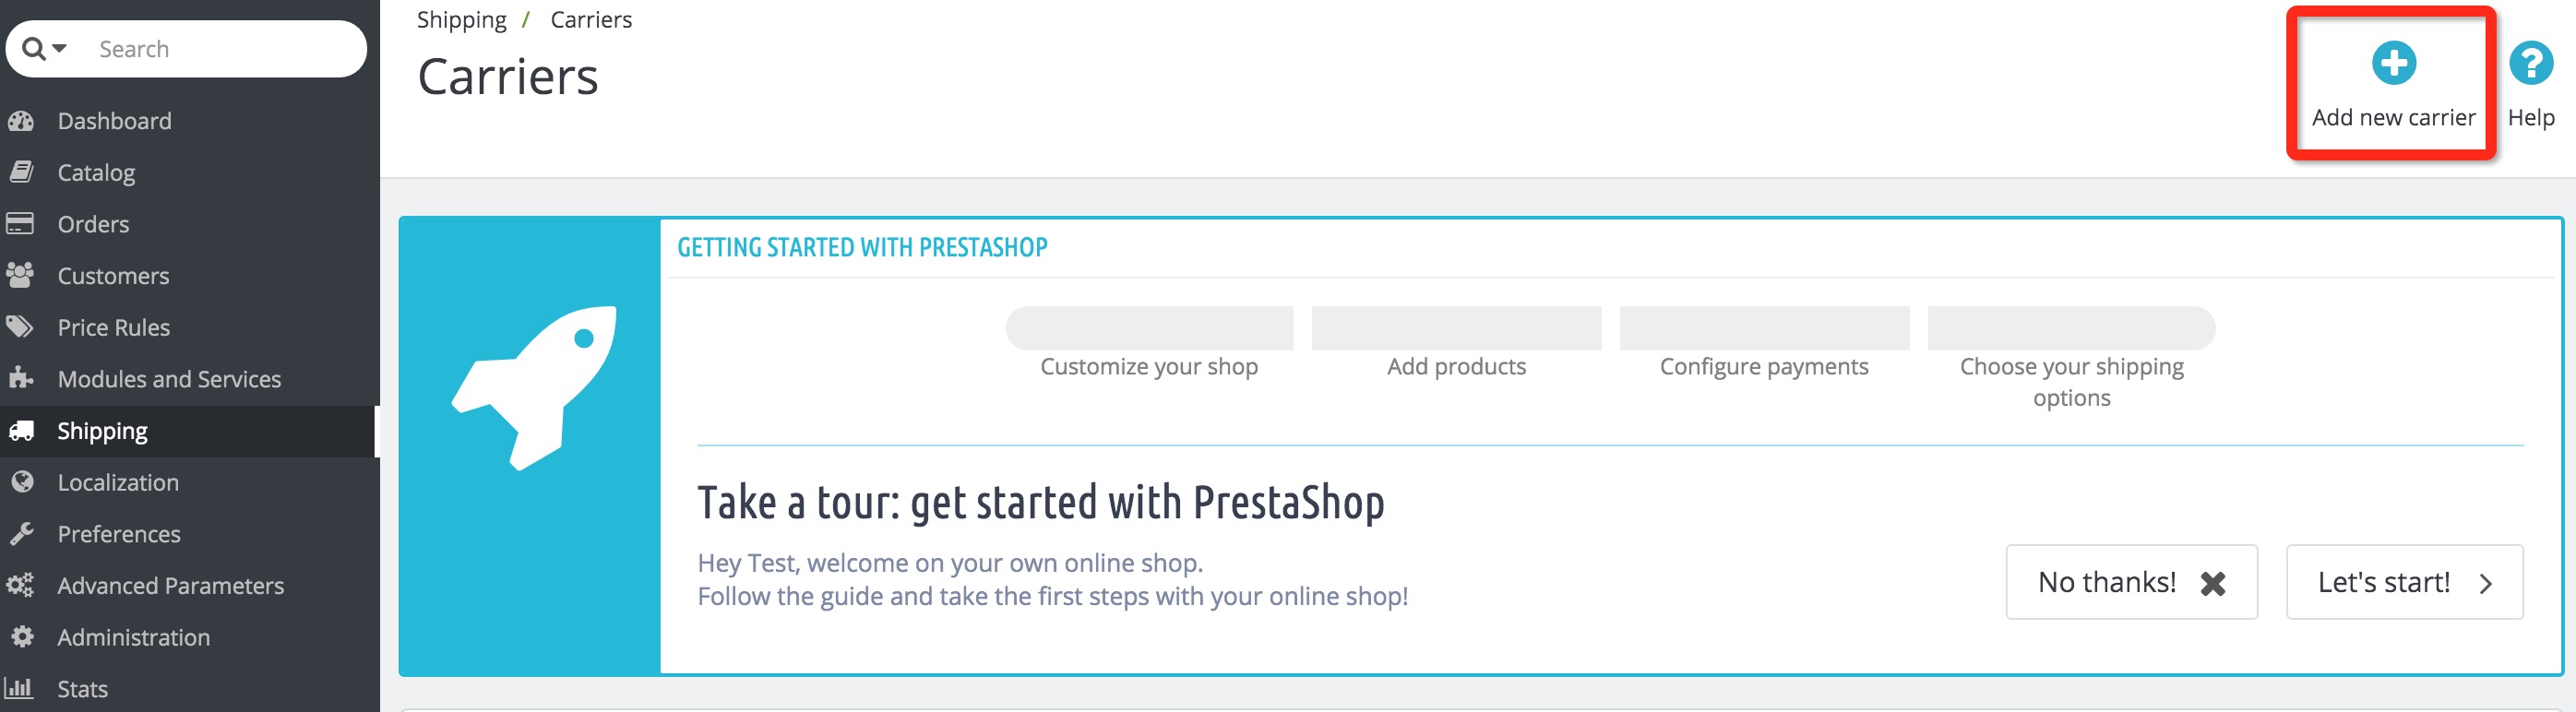 Search
Dashboard
Catalog
Orders
Customers
Price Rules
Modules and Services
Shipping
Localization
Preferences
Advanced Parameters
Administration
Stats
Shipping / Carriers
Carriers
Add new carrier
Help
GETTING STARTED WITH PRESTASHOP
Customize your shop
Add products
Configure payments
Choose your shipping
options
Take a tour: get started with PrestaShop
Hey Test, welcome on your own online shop.
Follow the guide and take the first steps with your online shop!
No thanks!
Let's start!